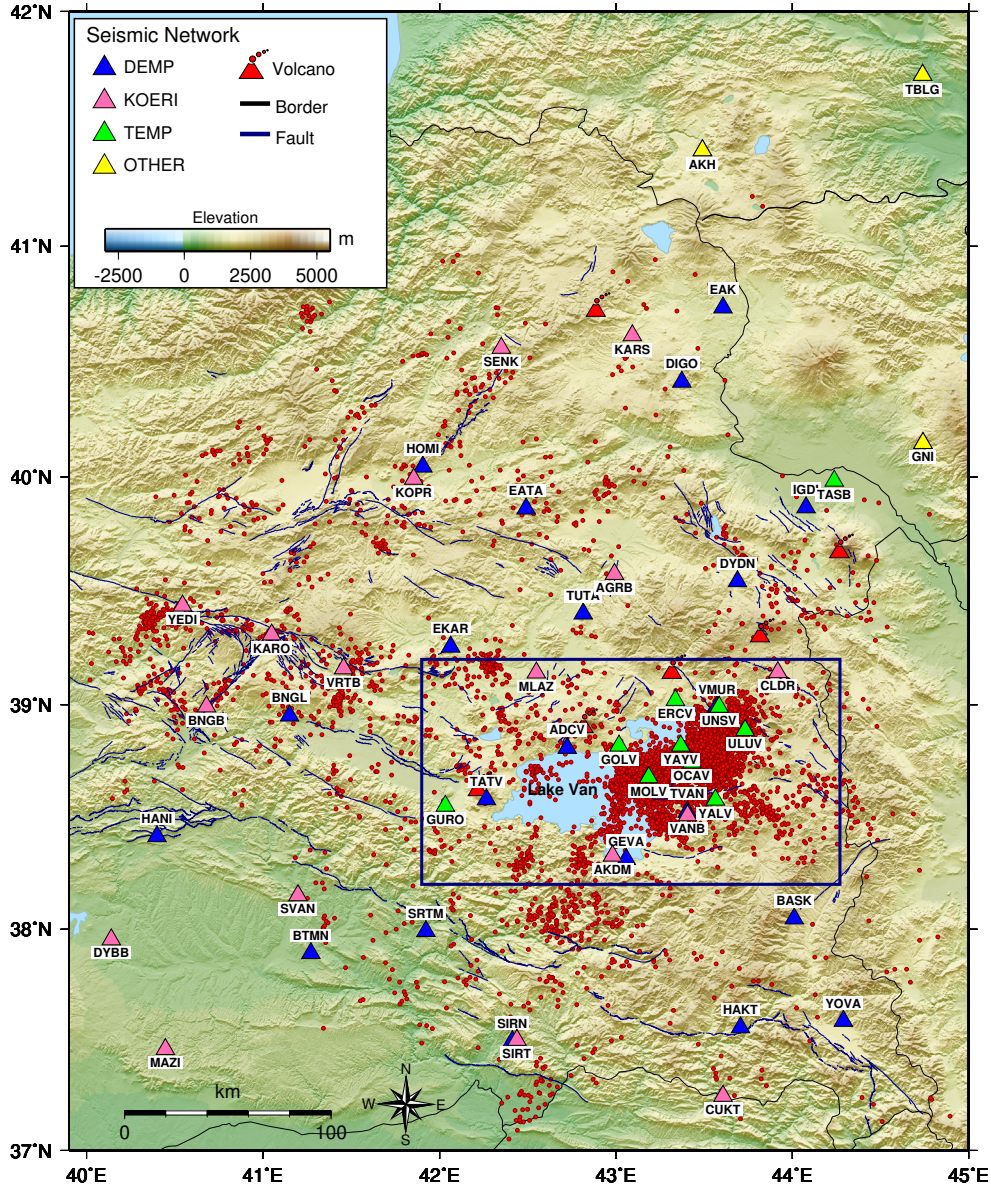 42°N
Seismic Network
DEMP
Volcano
KOERI
Border
TEMP
Fault
OTHER
Elevation
m
-2500 0 2500 5000
TBLG
AKH
41°N
EAK
KARS
SENK
DIGO
HOMI
GNI
40°N
KOPR
EATA
IGDI
TASB
DYDN
AGRB
TUTA
YEDI
EKAR
KARO
VRTB
MLAZ
CLDR
BNGL
VMUR
39°N
BNGB
ERCV
UNSV
ADCV
ULUV
GOLV
YAYV
OCAV
TATV
Lake Van
MOLV
TVAN
GURO
YALV
HANI
VANB
GEVA
AKDM
SVAN
BASK
SRTM
38°N
BTMN
DYBB
HAKT
YOVA
SIRN
SIRT
MAZI
N
km
W E
CUKT
0 100
S
37°N
40°E 41°E 42°E 43°E 44°E 45°E